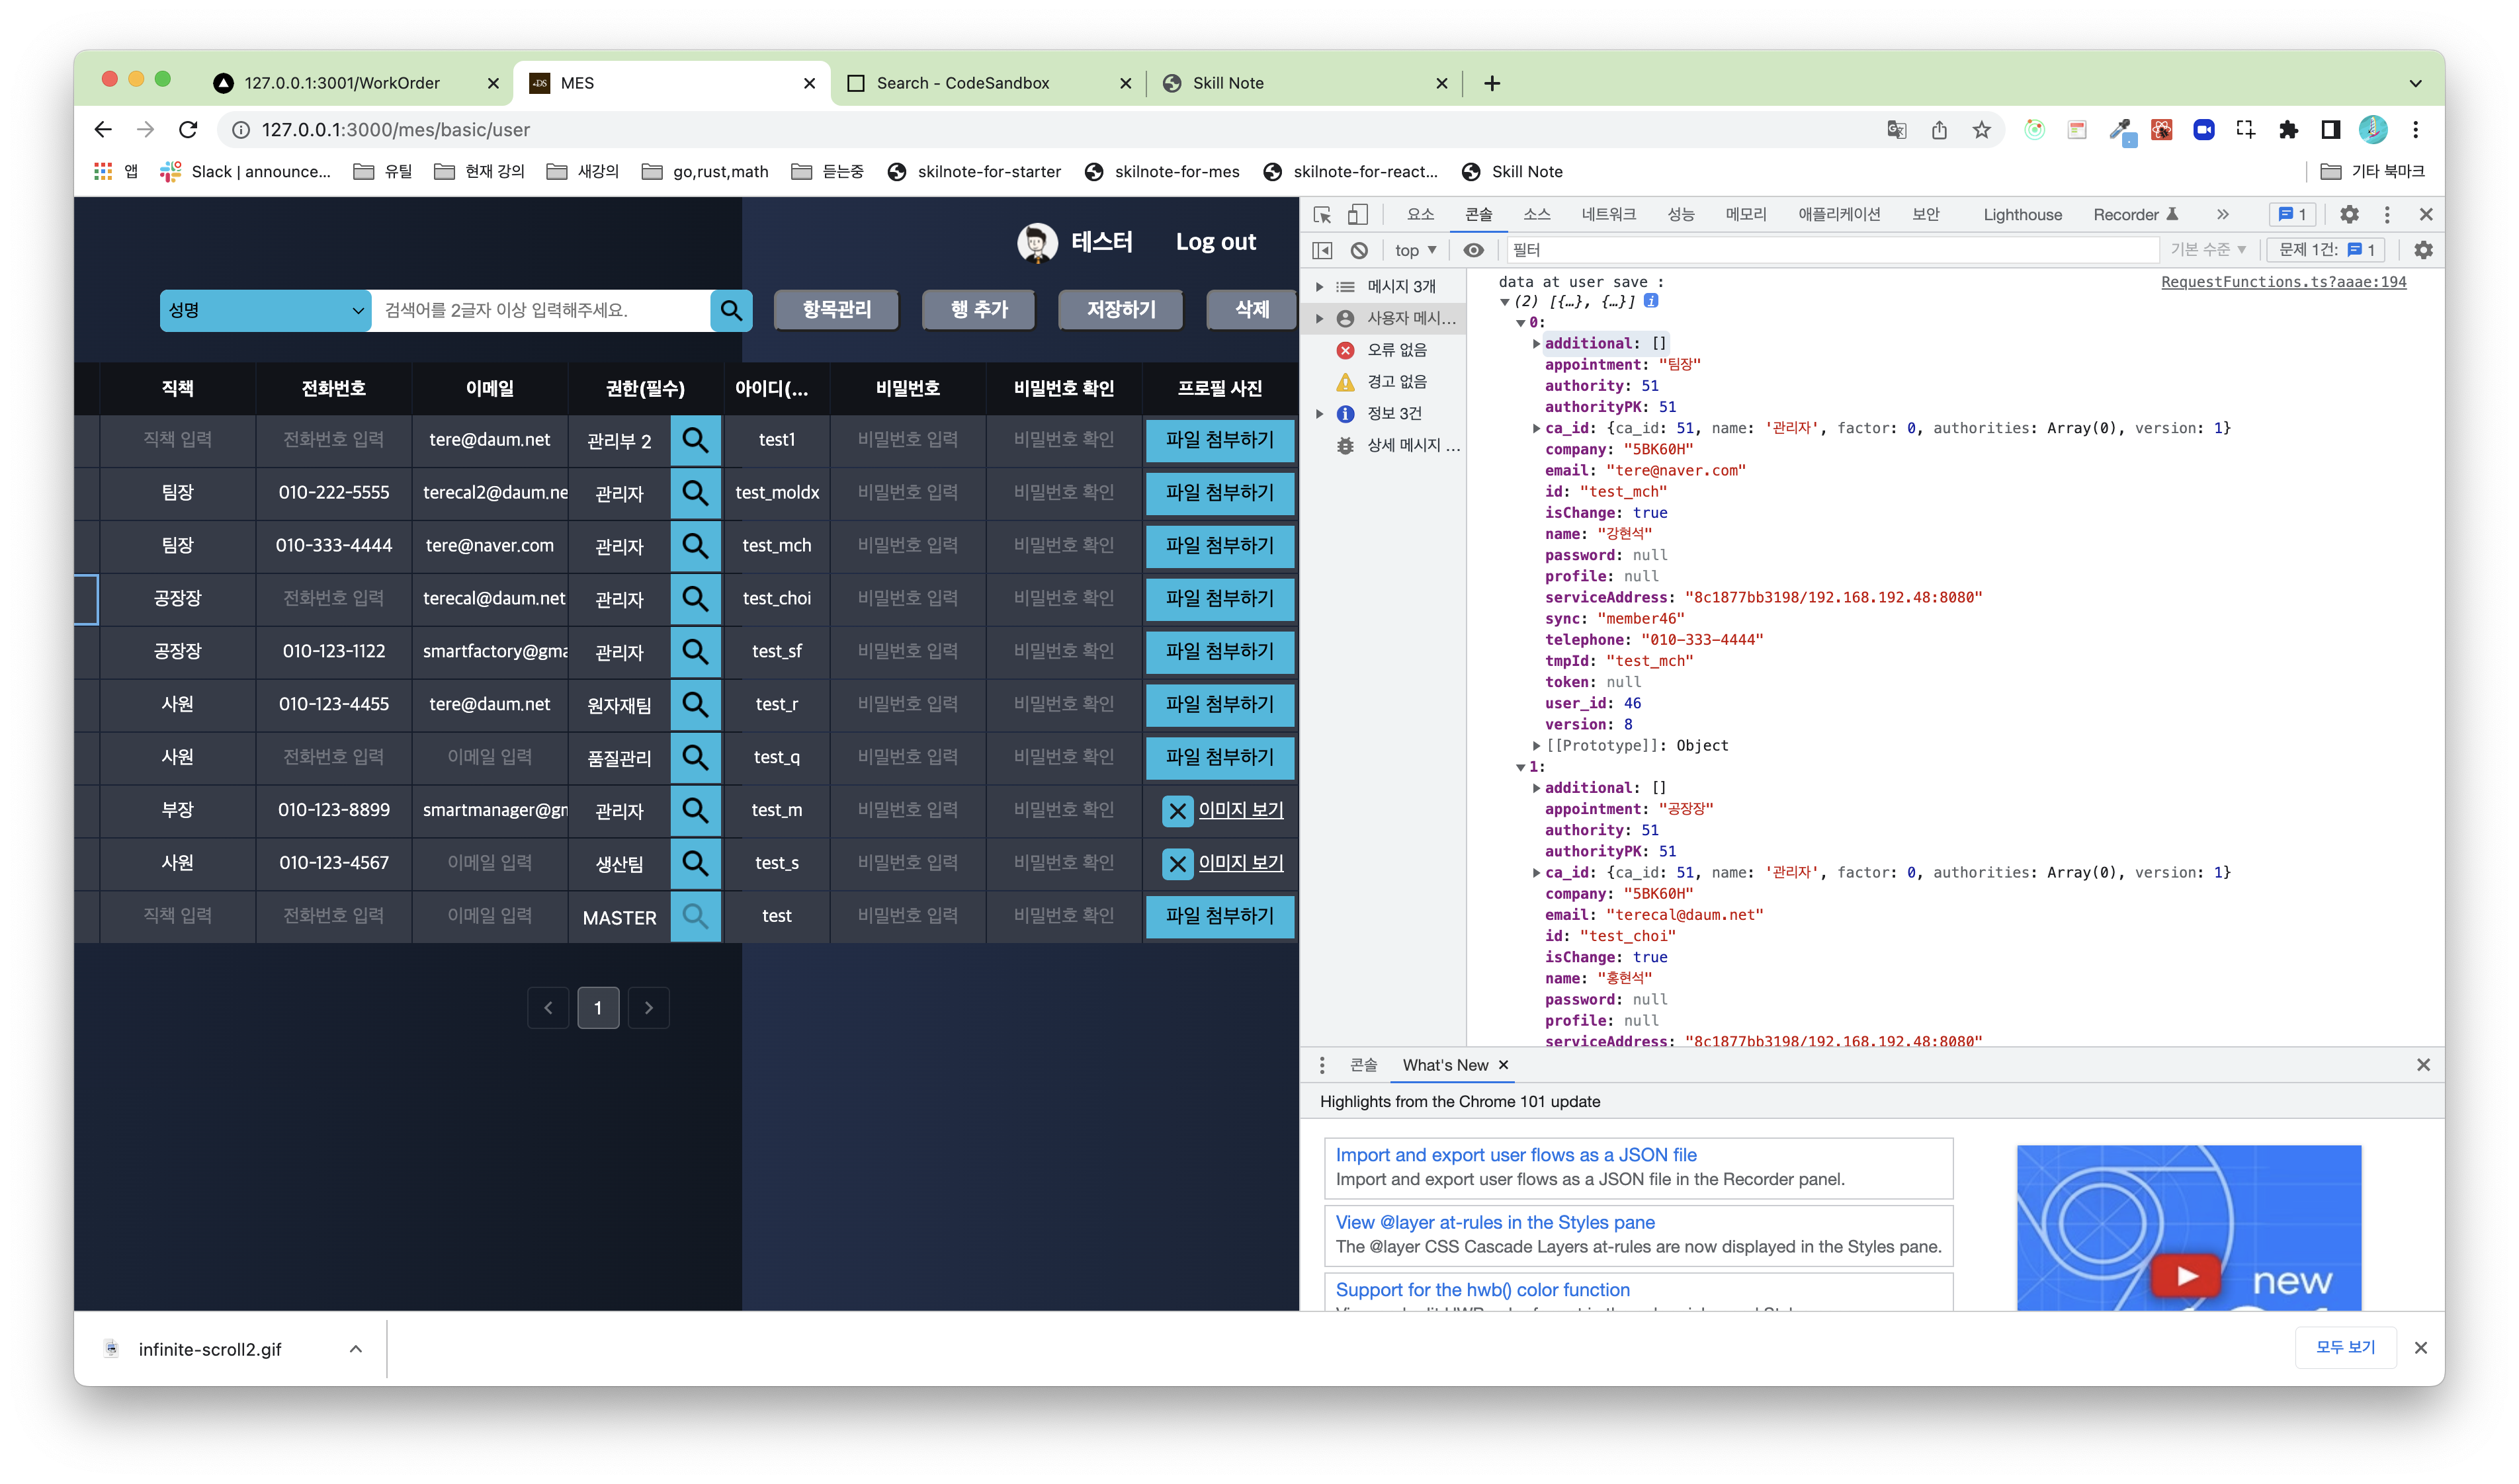 127.0.0.1:3001/WorkOrder
MES
Search - CodeSandbox
Skill Note
127.0.0.1:3000/mes/basic/user
앱
Slack | announce...
유틸
현재 강의
새강의
go,rust,math
듣는중
skilnote-for-starter
skilnote-for-mes
skilnote-for-react...
Skill Note
기타 북마크
테스터
Log out
성명
검색어를 2글자 이상 입력해주세요.
항목관리
행 추가
저장하기
삭제
직책 전화번호 이메일 권한(필수) 아이디(... 비밀번호 비밀번호 확인 프로필 사진
직책 입력 전화번호 입력 tere@daum.net 관리부 2 test1 비밀번호 입력 비밀번호 확인 파일 첨부하기
팀장 010-222-5555 terecal2@daum.ne 관리자 test_moldx 비밀번호 입력 비밀번호 확인 파일 첨부하기
팀장 010-333-4444 tere@naver.com 관리자 test_mch 비밀번호 입력 비밀번호 확인 파일 첨부하기
공장장 전화번호 입력 terecal@daum.net 관리자 test_choi 비밀번호 입력 비밀번호 확인 파일 첨부하기
공장장 010-123-1122 smartfactory@gma 관리자 test_sf 비밀번호 입력 비밀번호 확인 파일 첨부하기
사원 010-123-4455 tere@daum.net 원자재팀 test_r 비밀번호 입력 비밀번호 확인 파일 첨부하기
사원 전화번호 입력 이메일 입력 품질관리 test_q 비밀번호 입력 비밀번호 확인 파일 첨부하기
부장 010-123-8899 smartmanager@gm 관리자 test_m 비밀번호 입력 비밀번호 확인 이미지 보기
사원 010-123-4567 이메일 입력 생산팀 test_s 비밀번호 입력 비밀번호 확인 이미지 보기
직책 입력 전화번호 입력 이메일 입력 MASTER test 비밀번호 입력 비밀번호 확인 파일 첨부하기
1
요소 콘솔 소스 네트워크 성능 메모리 애플리케이션 보안 Lighthouse Recorder 1
top 필터 기본 수준 문제 1건: 1
메시지 3개
사용자 메시...
오류 없음
경고 없음
정보 3건
상세 메시지 ...
data at user save : RequestFunctions.ts?aaae:194
(2) [{…}, {…}]
0:
additional: []
appointment: "팀장"
authority: 51
authorityPK: 51
ca_id: {ca_id: 51, name: '관리자', factor: 0, authorities: Array(0), version: 1}
company: "5BK60H"
email: "tere@naver.com"
id: "test_mch"
isChange: true
name: "강현석"
password: null
profile: null
serviceAddress: "8c1877bb3198/192.168.192.48:8080"
sync: "member46"
telephone: "010-333-4444"
tmpId: "test_mch"
token: null
user_id: 46
version: 8
[[Prototype]]: Object
1:
additional: []
appointment: "공장장"
authority: 51
authorityPK: 51
ca_id: {ca_id: 51, name: '관리자', factor: 0, authorities: Array(0), version: 1}
company: "5BK60H"
email: "terecal@daum.net"
id: "test_choi"
isChange: true
name: "홍현석"
password: null
profile: null
serviceAddress: "8c1877bb3198/192.168.192.48:8080"
콘솔 What's New
Highlights from the Chrome 101 update
Import and export user flows as a JSON file
Import and export user flows as a JSON file in the Recorder panel.
View @layer at-rules in the Styles pane
The @layer CSS Cascade Layers at-rules are now displayed in the Styles pane.
Support for the hwb() color function
new
infinite-scroll2.gif
모두 보기